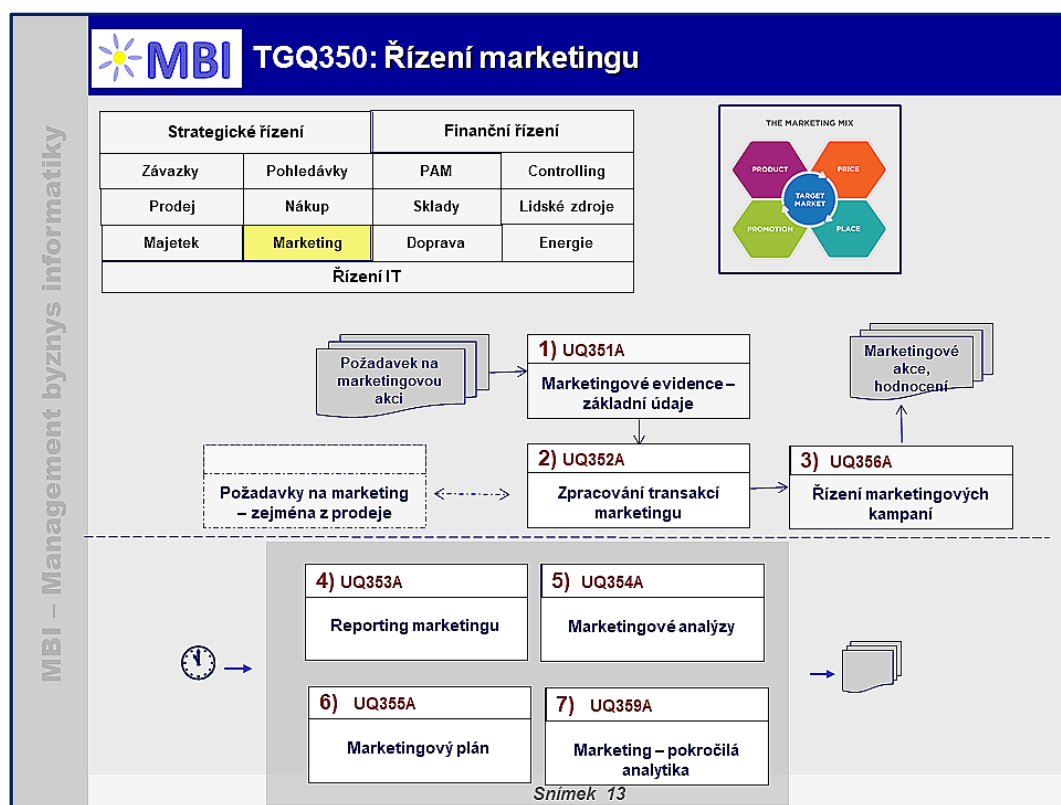 MBI
TGQ350: Řízení marketingu
MBI – Management byznys informatiky
Strategické řízení
Finanční řízení
Závazky
Pohledávky
PAM
Controlling
Prodej
Nákup
Sklady
Lidské zdroje
Majetek
Marketing
Doprava
Energie
Řízení IT
THE MARKETING MIX
PRODUCT
PRICE
TARGET
MARKET
PROMOTION
PLACE
Požadavek na
marketingovou
akci
1) UQ351A
Marketingové evidence –
základní údaje
Marketingové
akce,
hodnocení
Požadavky na marketing
– zejména z prodeje
2) UQ352A
Zpracování transakcí
marketingu
3) UQ356A
Řízení marketingových
kampaní
4) UQ353A
Reporting marketingu
5) UQ354A
Marketingové analýzy
6) UQ355A
Marketingový plán
7) UQ359A
Marketing – pokročilá
analytika
Snímek 13